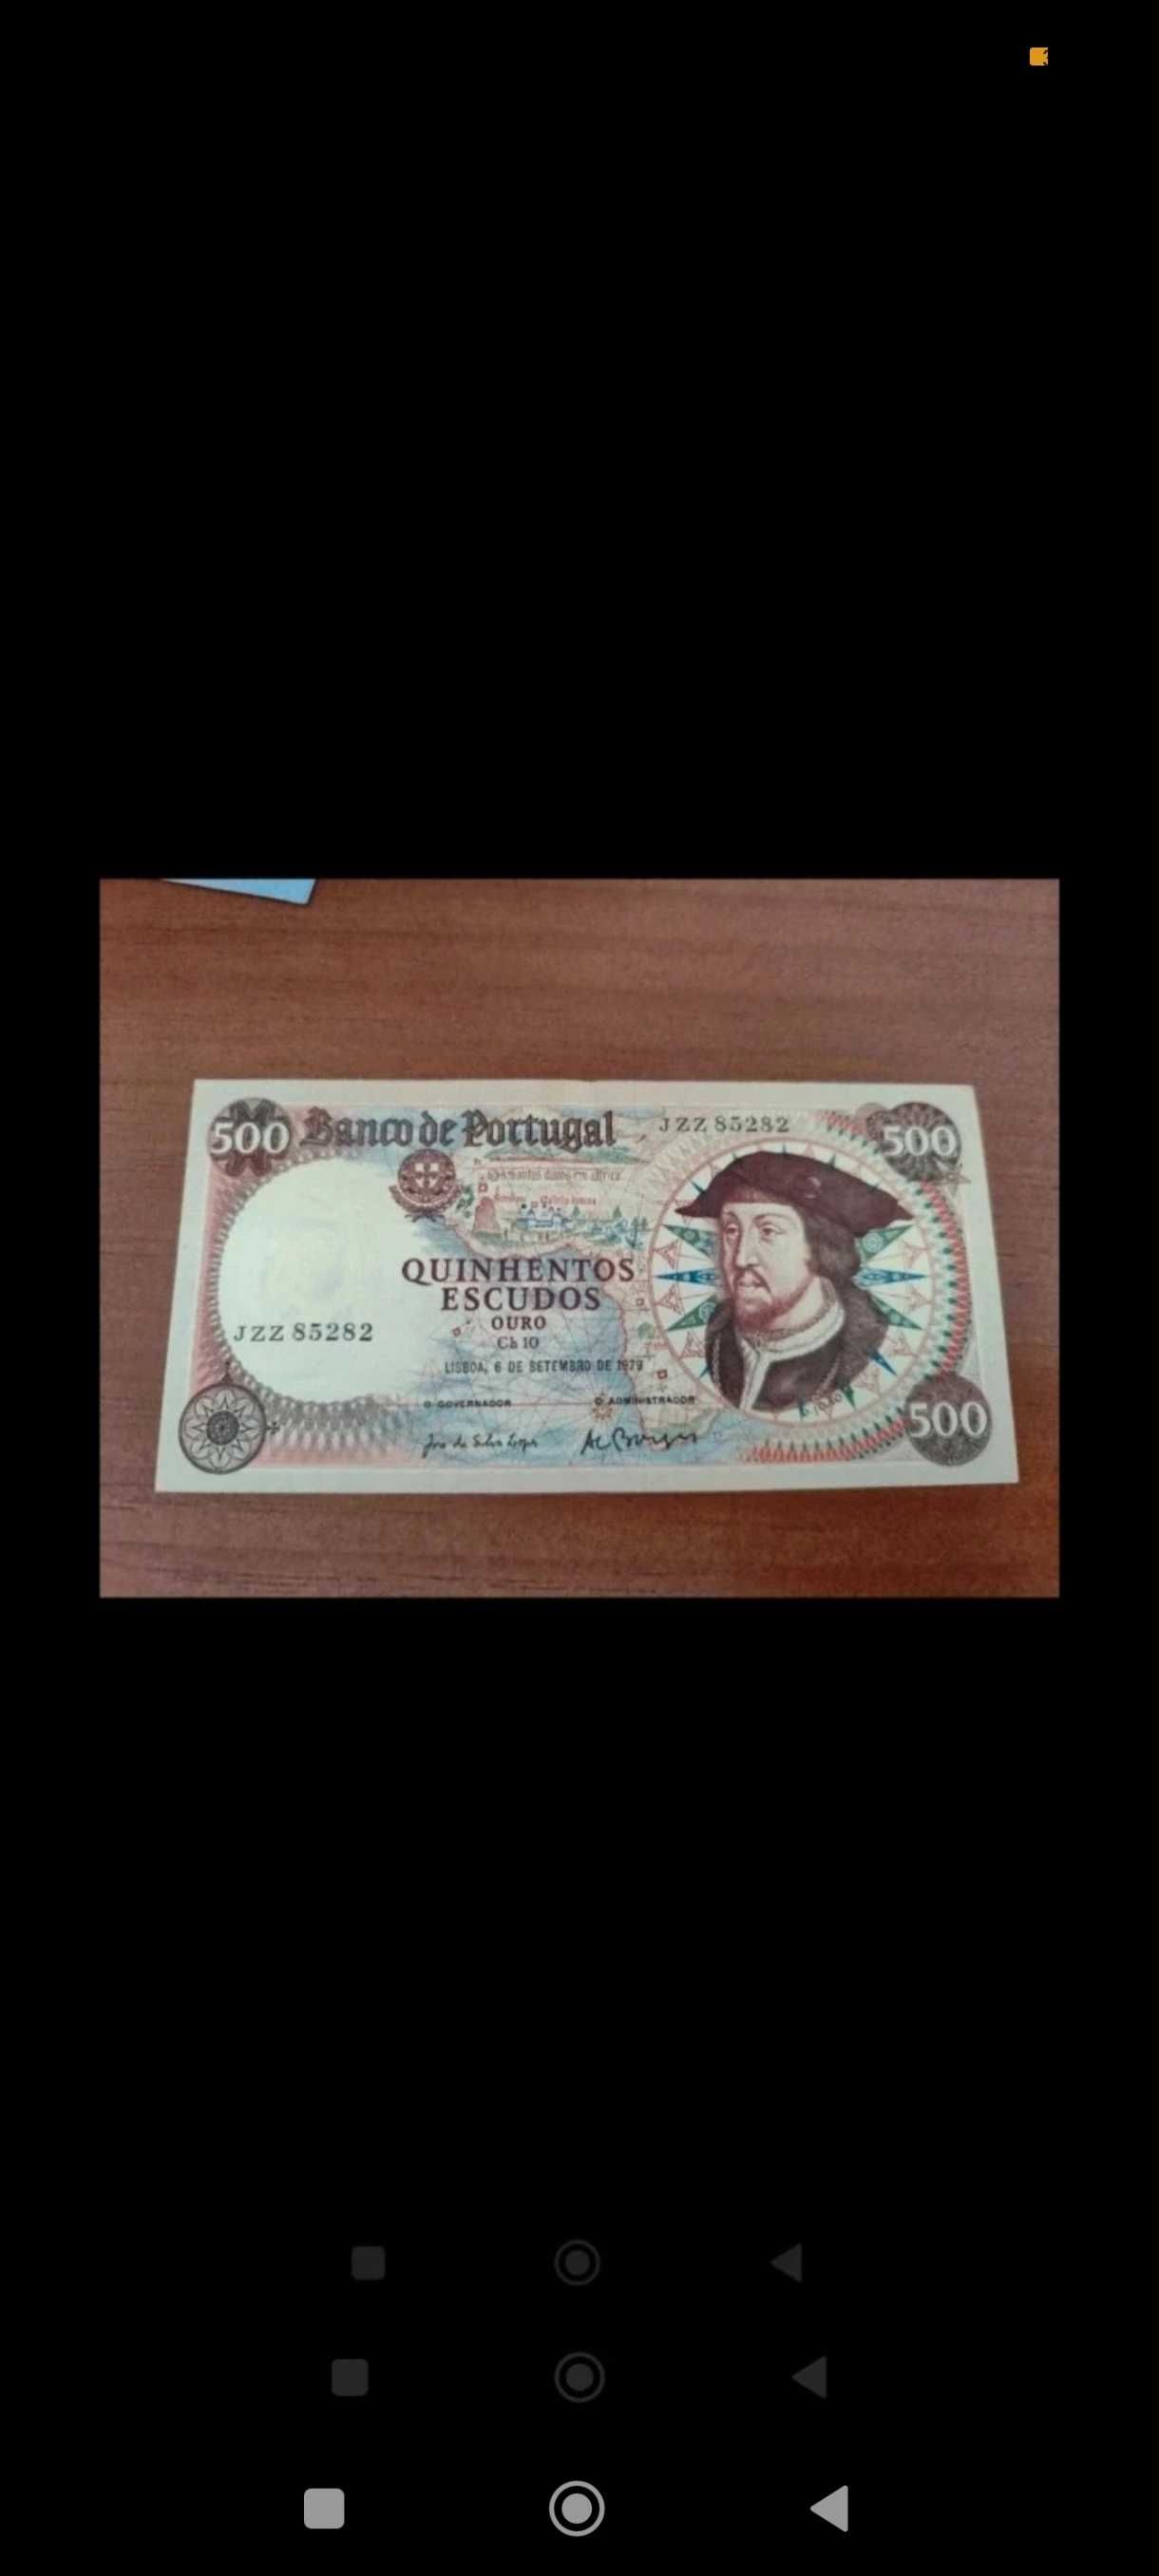 500 Banco de Portugal JZZ 85282 500
QUINHENTOS
ESCUDOS
OURO
Ch 10
JZZ 85282
LISBOA, 6 DE SETEMBRO DE 1979
O GOVERNADOR O ADMINISTRADOR
500